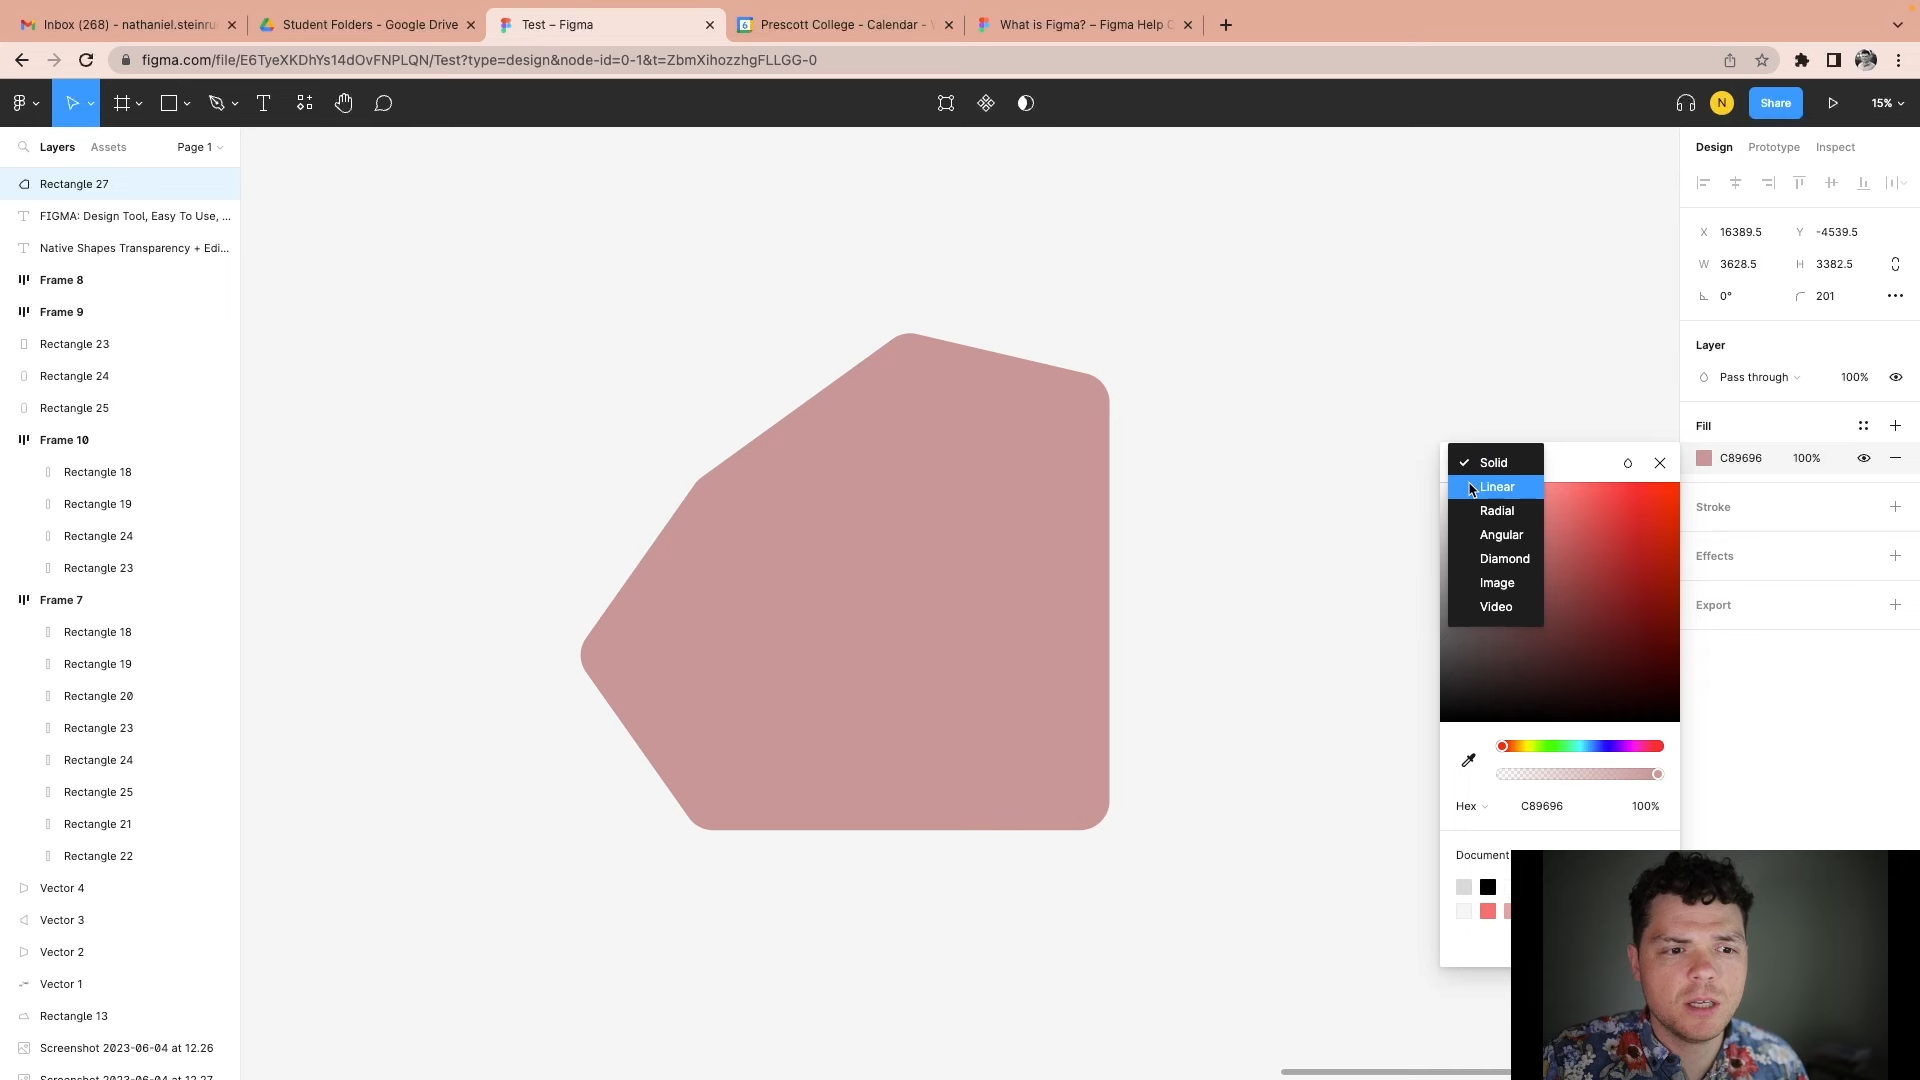 Inbox (268) - nathaniel.steinru
Student Folders - Google Drive
Test – Figma
Prescott College - Calendar -
What is Figma? – Figma Help
figma.com/file/E6TyeXKDhYs14dOvFNPLQN/Test?type=design&node-id=0-1&t=ZbmXihozzhgFLLGG-0
N
Share
15%
Layers
Assets
Page 1
Rectangle 27
FIGMA: Design Tool, Easy To Use, ...
Native Shapes Transparency + Edi...
Frame 8
Frame 9
Rectangle 23
Rectangle 24
Rectangle 25
Frame 10
Rectangle 18
Rectangle 19
Rectangle 24
Rectangle 23
Frame 7
Rectangle 18
Rectangle 19
Rectangle 20
Rectangle 23
Rectangle 24
Rectangle 25
Rectangle 21
Rectangle 22
Vector 4
Vector 3
Vector 2
Vector 1
Rectangle 13
Screenshot 2023-06-04 at 12.26
Screenshot 2023-06-04 at 12.27
Solid
Linear
Radial
Angular
Diamond
Image
Video
Hex
C89696
100%
Document
Design
Prototype
Inspect
X 16389.5 Y -4539.5
W 3628.5 H 3382.5
0° 201
Layer
Pass through 100%
Fill
C89696 100%
Stroke
Effects
Export